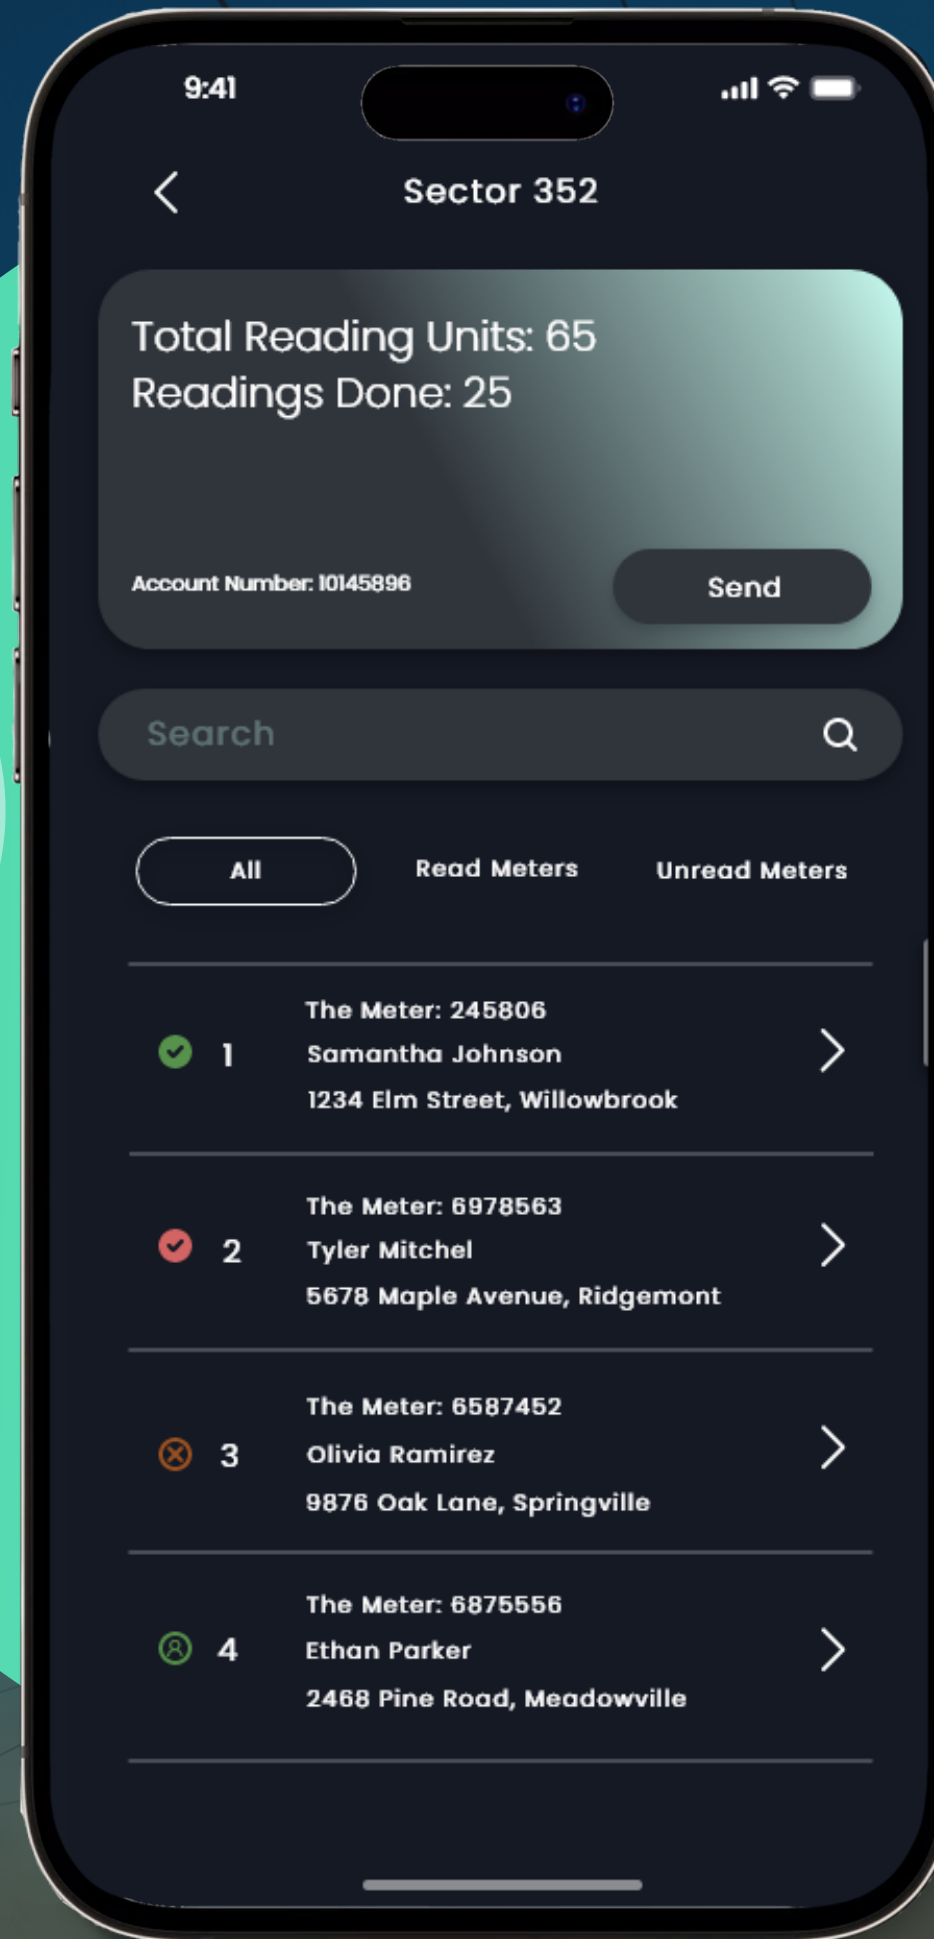 9:41
Sector 352
Total Reading Units: 65
Readings Done: 25
Account Number: 10145896
Send
Search
All
Read Meters
Unread Meters
The Meter: 245806
1
Samantha Johnson
1234 Elm Street, Willowbrook
The Meter: 6978563
2
Tyler Mitchel
5678 Maple Avenue, Ridgemont
The Meter: 6587452
3
Olivia Ramirez
9876 Oak Lane, Springville
The Meter: 6875556
4
Ethan Parker
2468 Pine Road, Meadowville